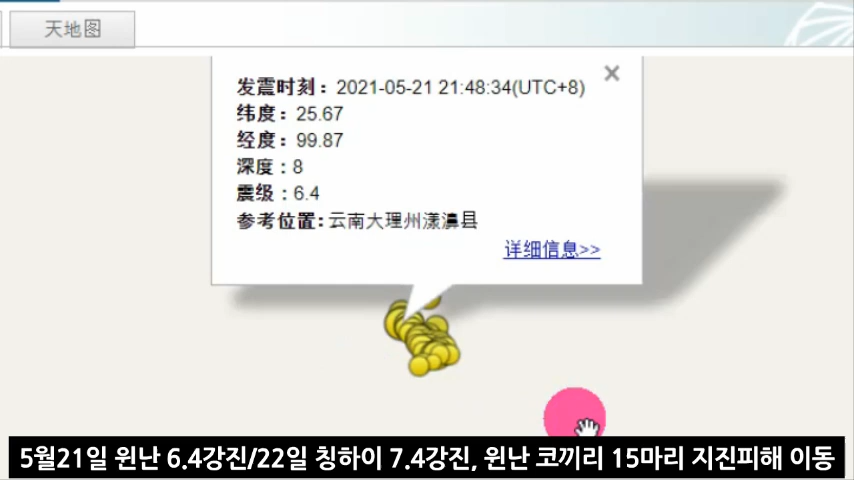 天地图
发震时刻：2021-05-21 21:48:34(UTC+8)
纬度：25.67
经度：99.87
深度：8
震级：6.4
参考位置：云南大理州漾濞县
详细信息>>
5월21일 윈난 6.4강진/22일 칭하이 7.4강진, 윈난 코끼리 15마리 지진피해 이동